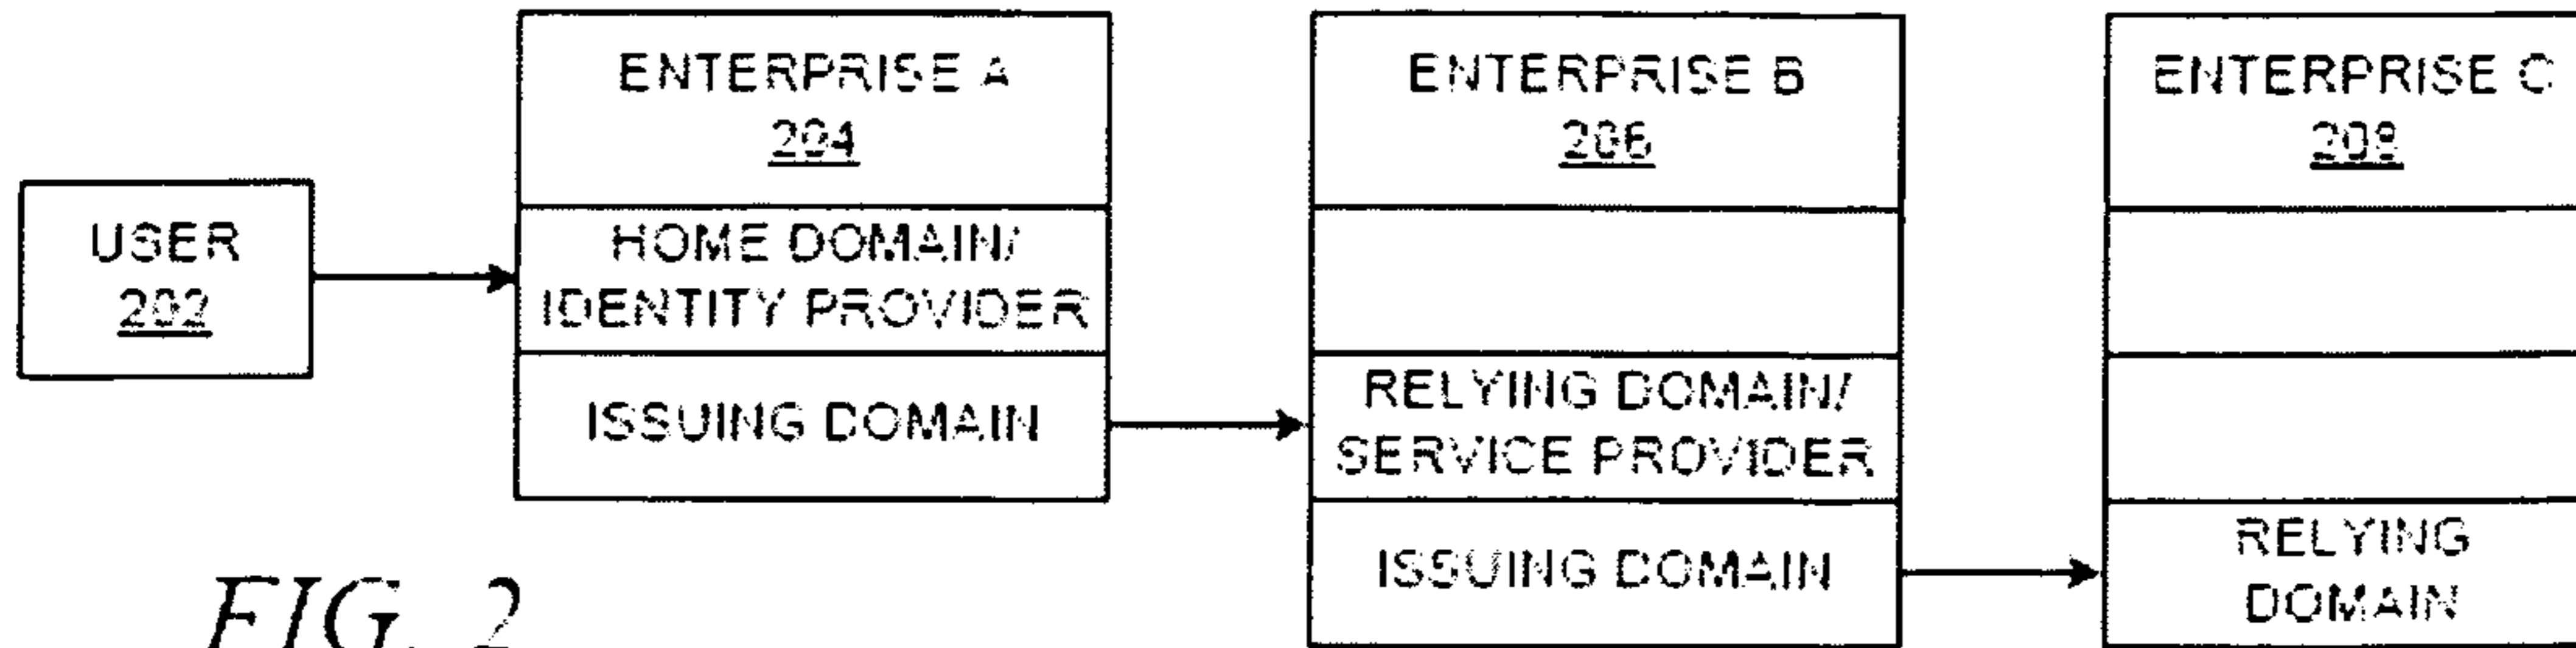 USER
202
ENTERPRISE A
204
HOME DOMAIN/
IDENTITY PROVIDER
ISSUING DOMAIN
ENTERPRISE B
206
RELYING DOMAIN/
SERVICE PROVIDER
ISSUING DOMAIN
ENTERPRISE C
208
RELYING
DOMAIN
FIG. 2